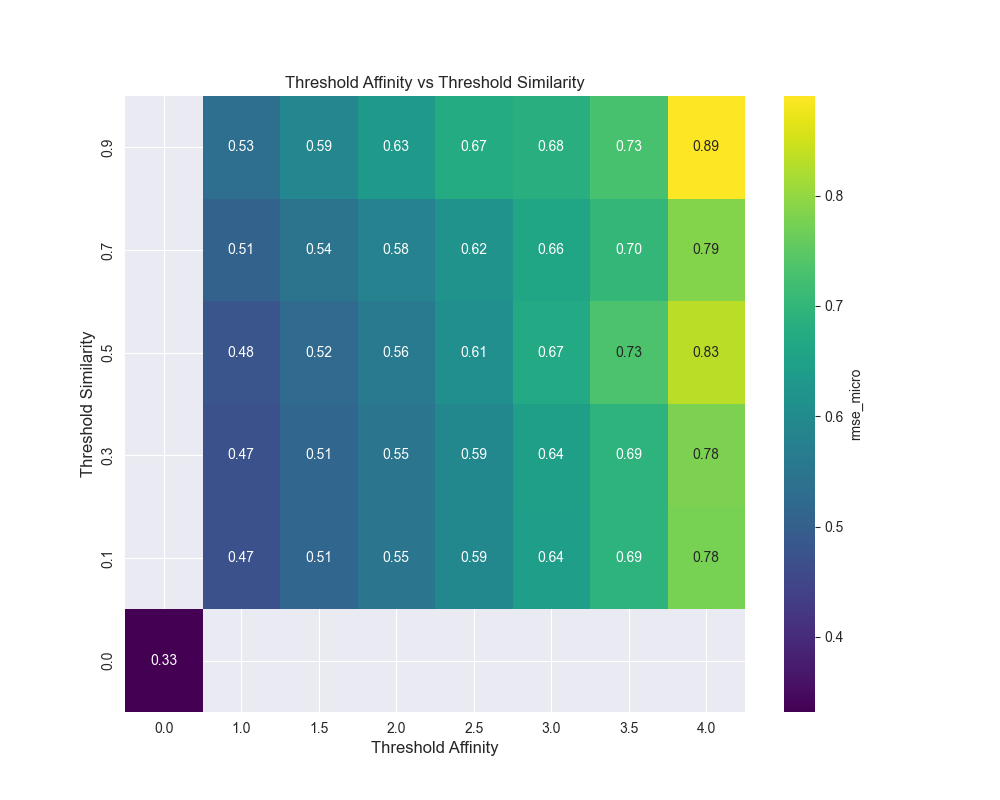 Threshold Affinity vs Threshold Similarity
0.9 0.53 0.59 0.63 0.67 0.68 0.73 0.89
0.7 0.51 0.54 0.58 0.62 0.66 0.70 0.79
0.5 0.48 0.52 0.56 0.61 0.67 0.73 0.83
0.3 0.47 0.51 0.55 0.59 0.64 0.69 0.78
0.1 0.47 0.51 0.55 0.59 0.64 0.69 0.78
0.0 0.33
0.0 1.0 1.5 2.0 2.5 3.0 3.5 4.0
Threshold Affinity
Threshold Similarity
0.8
0.7
0.6
0.5
0.4
rmse_micro